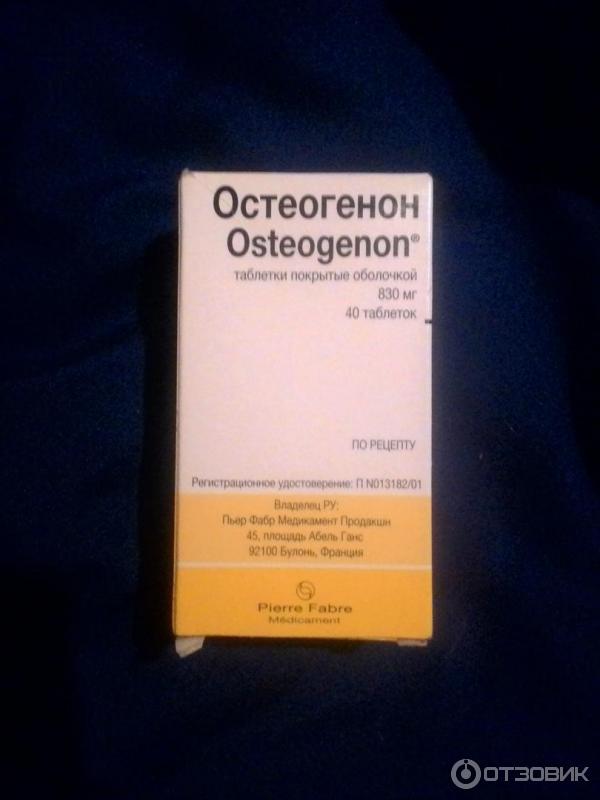 Остеогенон
Osteogenon®
таблетки покрытые оболочкой
830 мг
40 таблеток
ПО РЕЦЕПТУ
Регистрационное удостоверение: П N013182/01
Владелец РУ:
Пьер Фабр Медикамент Продакшн
45, площадь Абель Ганс
92100 Булонь, Франция
Pierre Fabre
Médicament
ОТЗОВИК